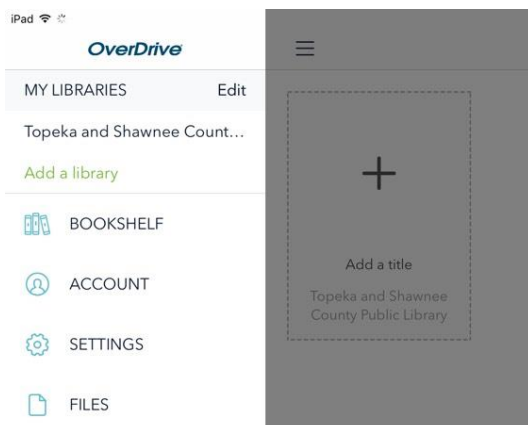 iPad
OverDrive
MY LIBRARIES Edit
Topeka and Shawnee Count...
Add a library
BOOKSHELF
ACCOUNT
SETTINGS
FILES
Add a title
Topeka and Shawnee
County Public Library